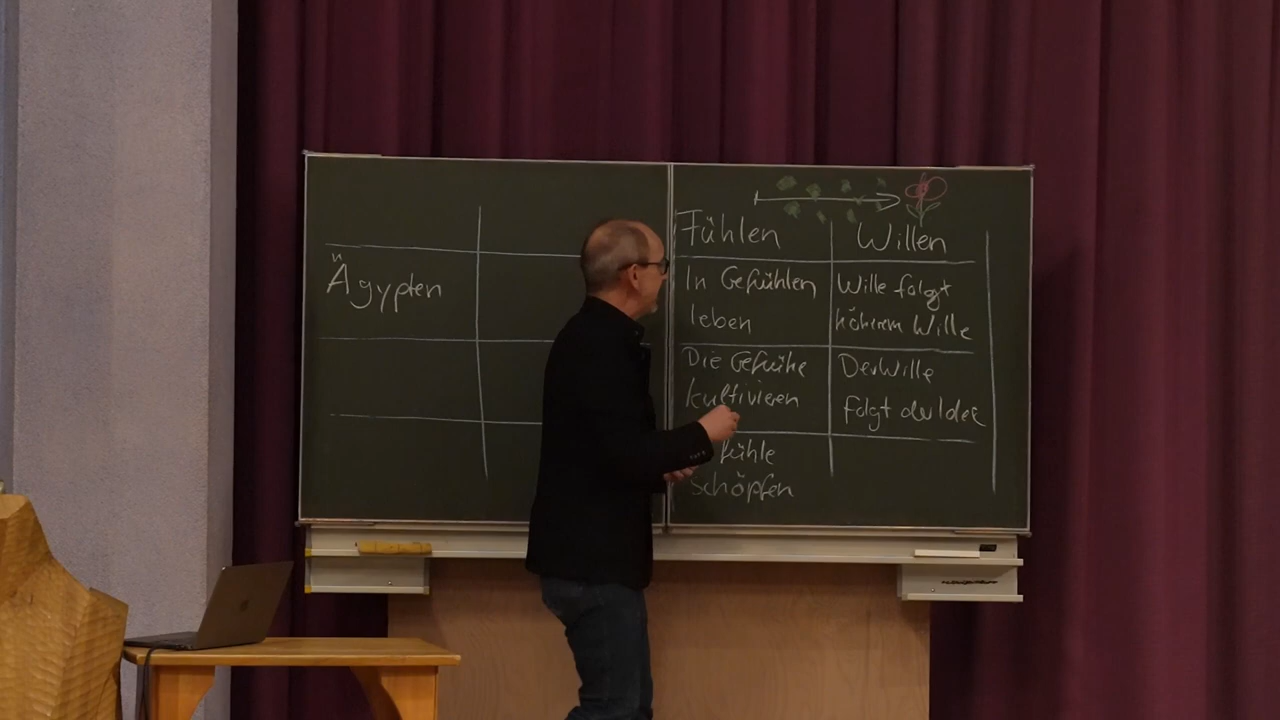 Ägypten
Fühlen
Willen
In Gefühlen
leben
Wille folgt
höherem Wille
Die Gefühle
kultivieren
Der Wille
folgt der Idee
fühle
schöpfen